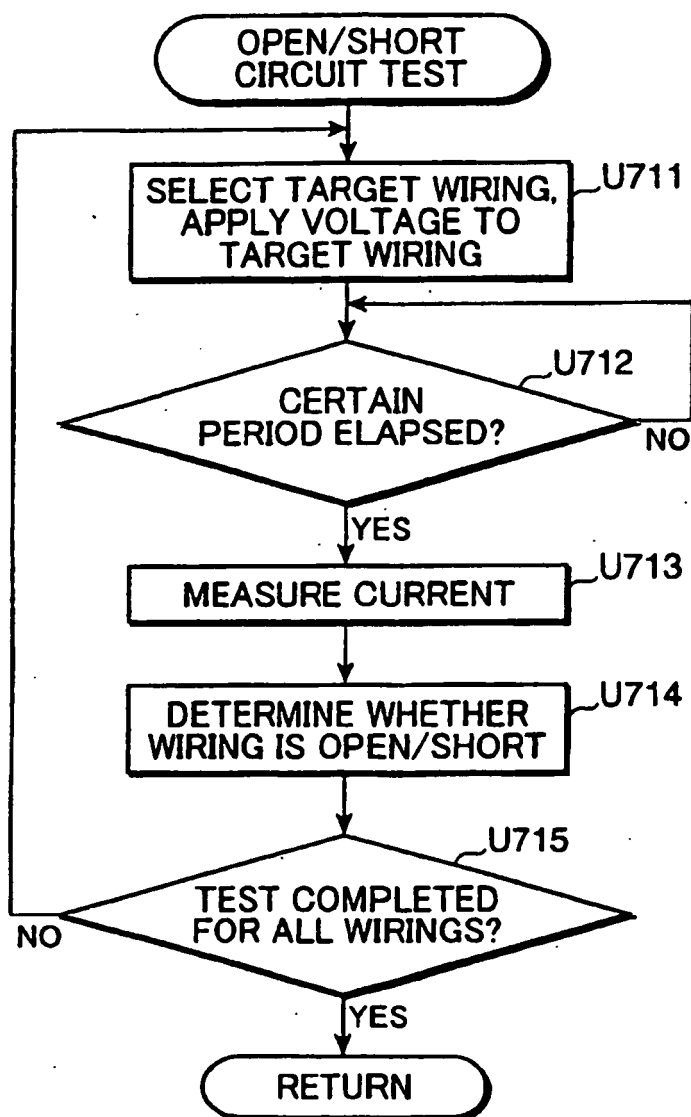 OPEN/SHORT
CIRCUIT TEST
SELECT TARGET WIRING,
APPLY VOLTAGE TO
TARGET WIRING
U711
U712
CERTAIN
PERIOD ELAPSED?
NO
YES
MEASURE CURRENT
U713
DETERMINE WHETHER
WIRING IS OPEN/SHORT
U714
U715
TEST COMPLETED
FOR ALL WIRINGS?
NO
YES
RETURN